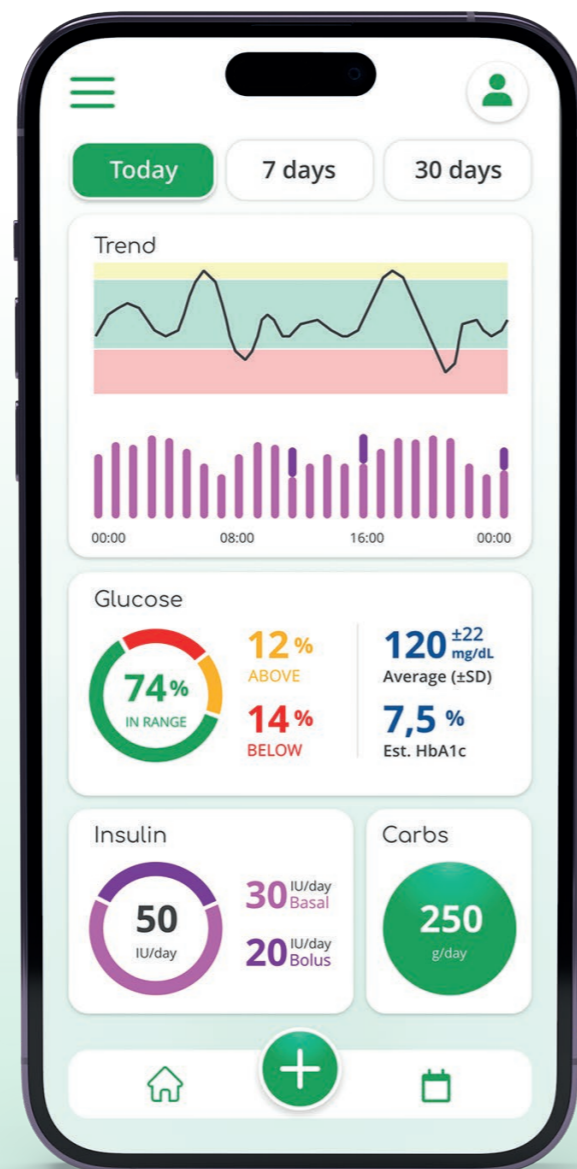 Today 7 days 30 days
Trend
00:00 08:00 16:00 00:00
Glucose
74%
IN RANGE
12 %
ABOVE
14 %
BELOW
120 ±22 mg/dL
Average (±SD)
7,5 %
Est. HbA1c
Insulin
50
IU/day
30 IU/day Basal
20 IU/day Bolus
Carbs
250
g/day